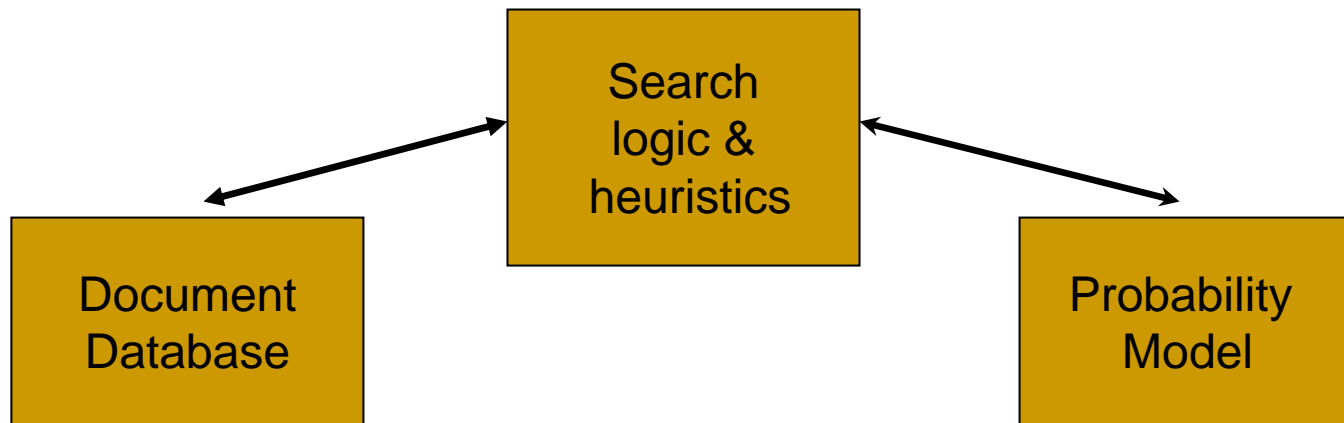 Search
logic &
heuristics
Document
Database
Probability
Model